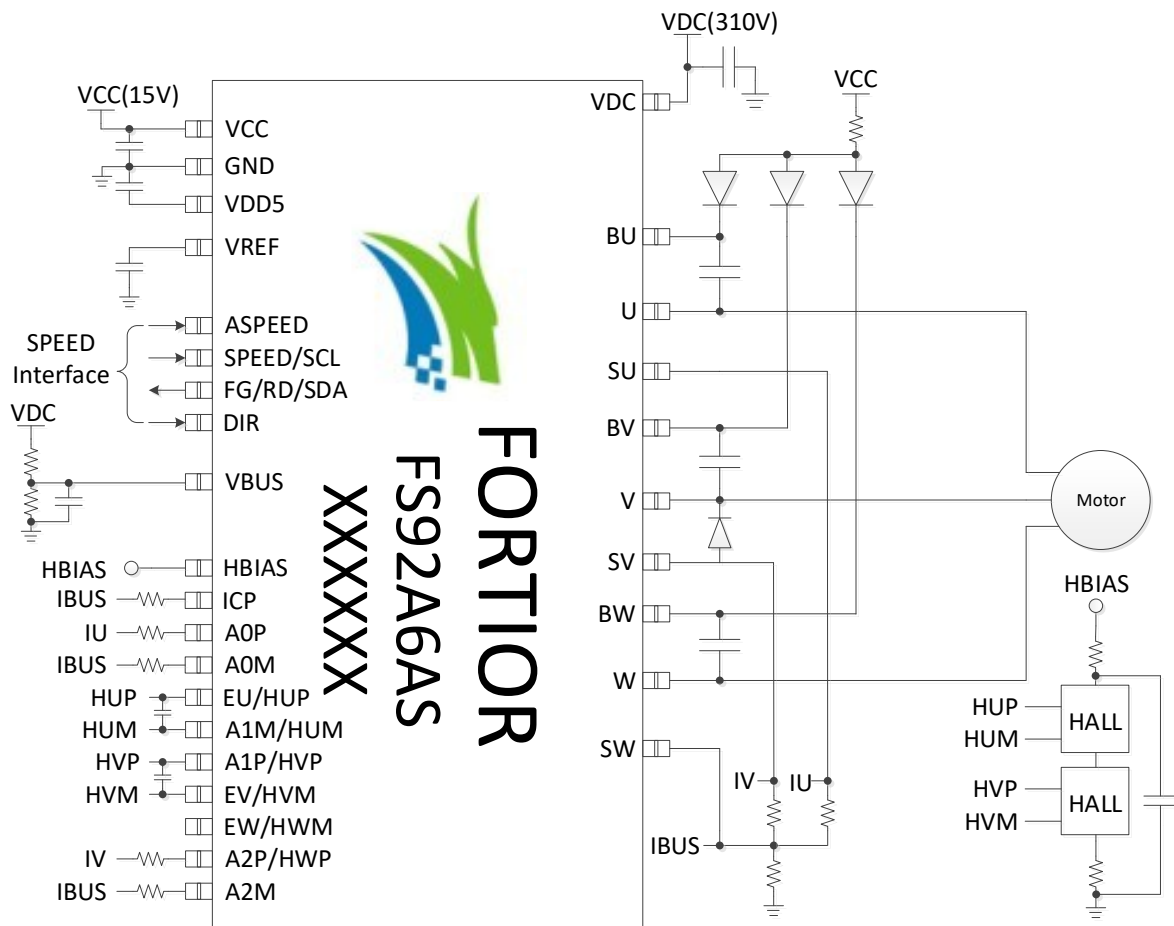 VDC(310V)
VCC(15V)
VCC
GND
VDD5
VREF
SPEED
Interface
ASPEED
SPEED/SCL
FG/RD/SDA
DIR
VDC
VBUS
HBIAS
HBIAS
IBUS
ICP
IU
A0P
IBUS
A0M
HUP
EU/HUP
HUM
A1M/HUM
HVP
A1P/HVP
HVM
EV/HVM
EW/HWM
IV
A2P/HWP
IBUS
A2M
FORTIOR
FS92A6AS
XXXXXX
VDC
VCC
BU
U
SU
BV
V
SV
BW
W
SW
IV
IU
IBUS
Motor
HBIAS
HUP
HUM
HALL
HVP
HVM
HALL